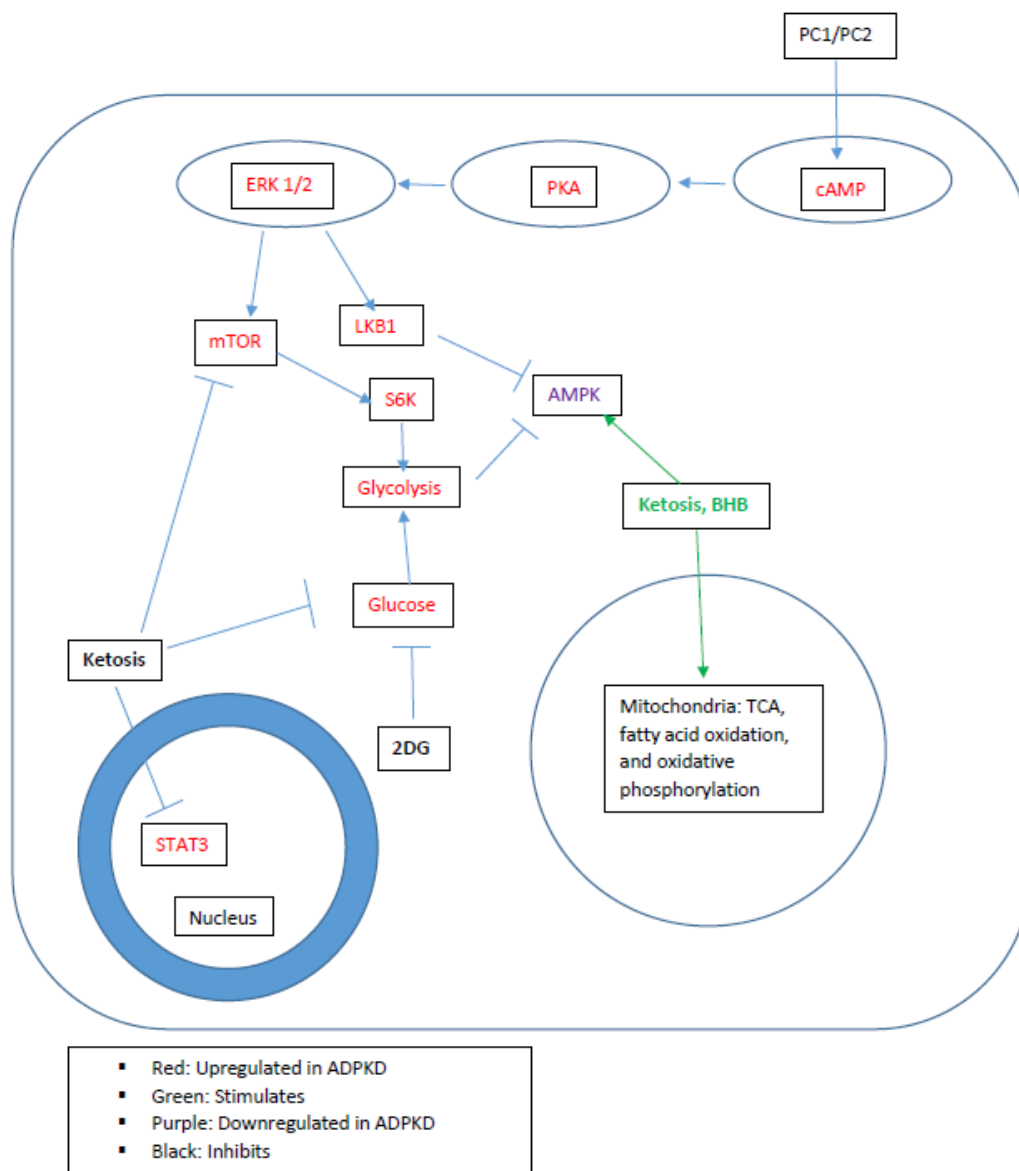 PC1/PC2
ERK 1/2
PKA
cAMP
mTOR
LKB1
S6K
AMPK
Glycolysis
Ketosis, BHB
Glucose
Ketosis
2DG
Mitochondria: TCA,
fatty acid oxidation,
and oxidative
phosphorylation
STAT3
Nucleus
▪ Red: Upregulated in ADPKD
▪ Green: Stimulates
▪ Purple: Downregulated in ADPKD
▪ Black: Inhibits